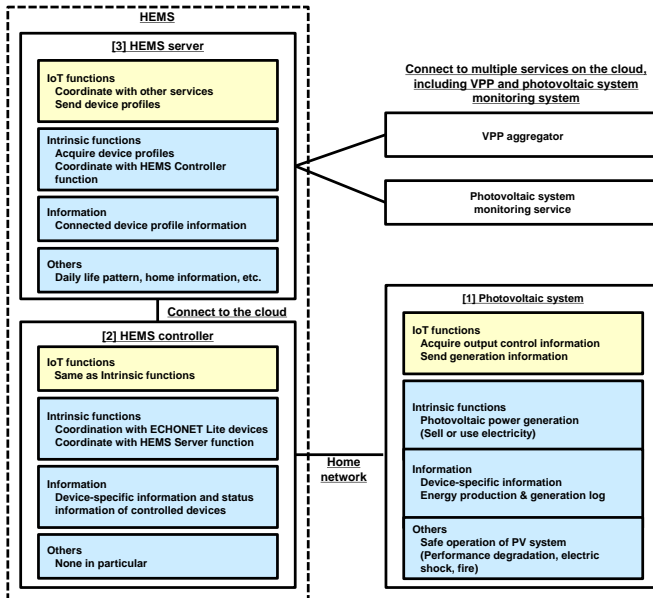 HEMS
[3] HEMS server
IoT functions
Coordinate with other services
Send device profiles
Intrinsic functions
Acquire device profiles
Coordinate with HEMS Controller
function
Information
Connected device profile information
Others
Daily life pattern, home information, etc.
Connect to multiple services on the cloud,
including VPP and photovoltaic system
monitoring system
VPP aggregator
Photovoltaic system
monitoring service
Connect to the cloud
[2] HEMS controller
IoT functions
Same as Intrinsic functions
Intrinsic functions
Coordination with ECHONET Lite devices
Coordinate with HEMS Server function
Information
Device-specific information and status
information of controlled devices
Others
None in particular
Home
network
[1] Photovoltaic system
IoT functions
Acquire output control information
Send generation information
Intrinsic functions
Photovoltaic power generation
(Sell or use electricity)
Information
Device-specific information
Energy production & generation log
Others
Safe operation of PV system
(Performance degradation, electric
shock, fire)